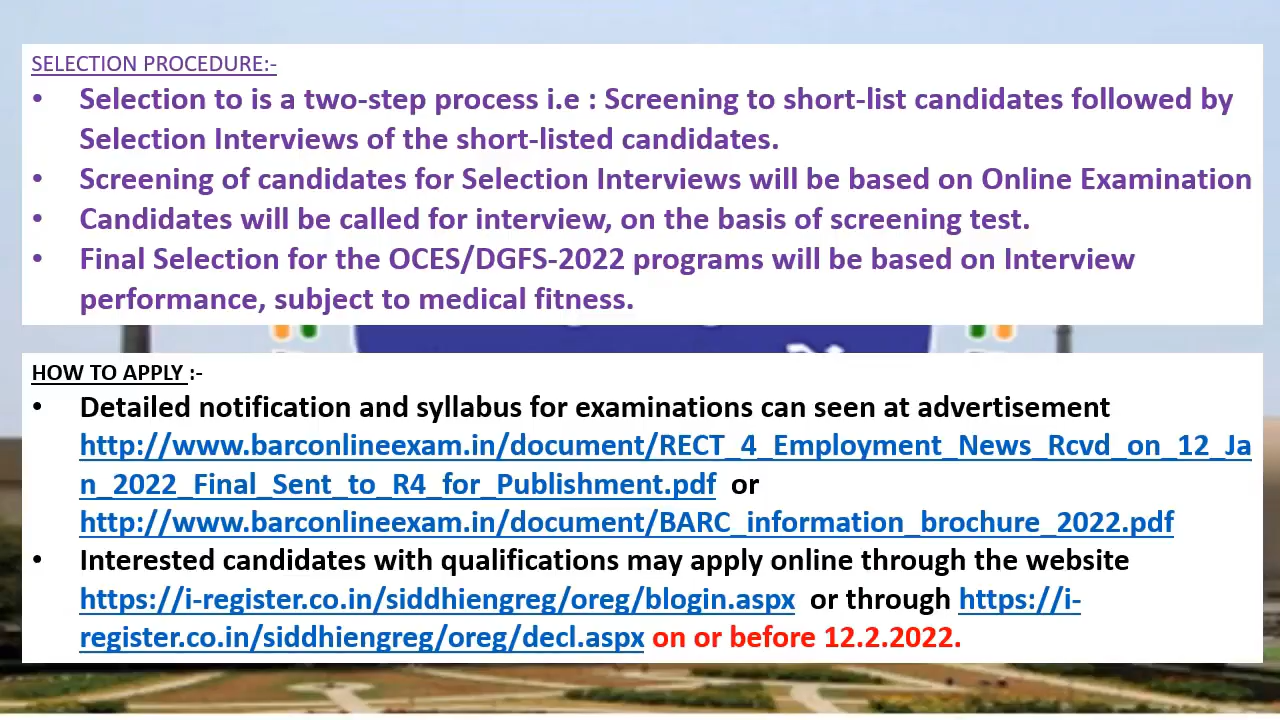 SELECTION PROCEDURE:-
• Selection to is a two-step process i.e : Screening to short-list candidates followed by
Selection Interviews of the short-listed candidates.
• Screening of candidates for Selection Interviews will be based on Online Examination
• Candidates will be called for interview, on the basis of screening test.
• Final Selection for the OCES/DGFS-2022 programs will be based on Interview
performance, subject to medical fitness.
HOW TO APPLY :-
• Detailed notification and syllabus for examinations can seen at advertisement
http://www.barconlineexam.in/document/RECT_4_Employment_News_Rcvd_on_12_Ja
n_2022_Final_Sent_to_R4_for_Publishment.pdf or
http://www.barconlineexam.in/document/BARC_information_brochure_2022.pdf
• Interested candidates with qualifications may apply online through the website
https://i-register.co.in/siddhiengreg/oreg/blogin.aspx or through https://i-
register.co.in/siddhiengreg/oreg/decl.aspx on or before 12.2.2022.